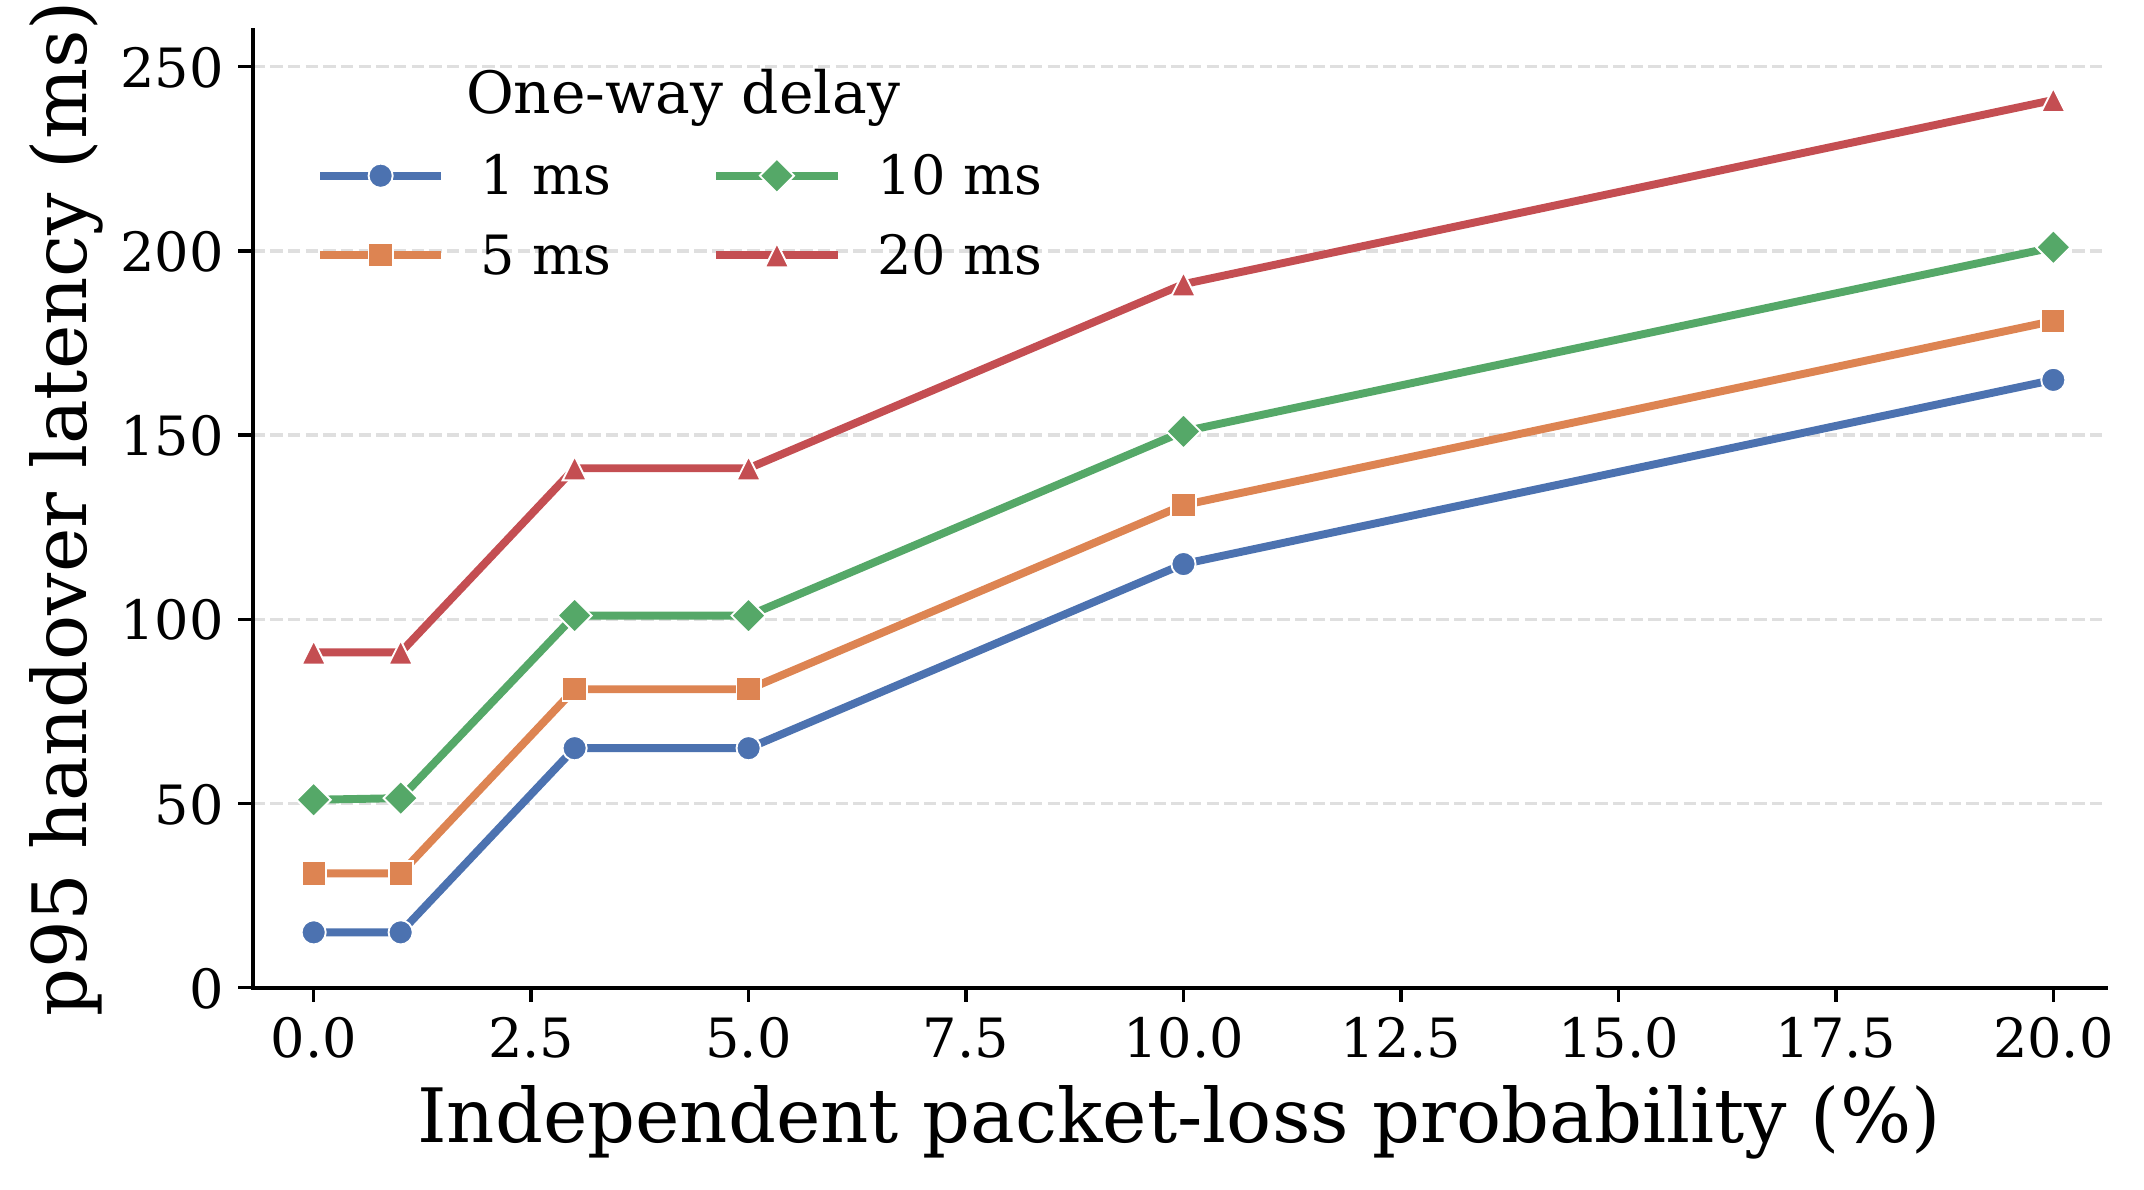 p95 handover latency (ms)
250
200
150
100
50
0
One-way delay
1 ms
5 ms
10 ms
20 ms
0.0 2.5 5.0 7.5 10.0 12.5 15.0 17.5 20.0
Independent packet-loss probability (%)